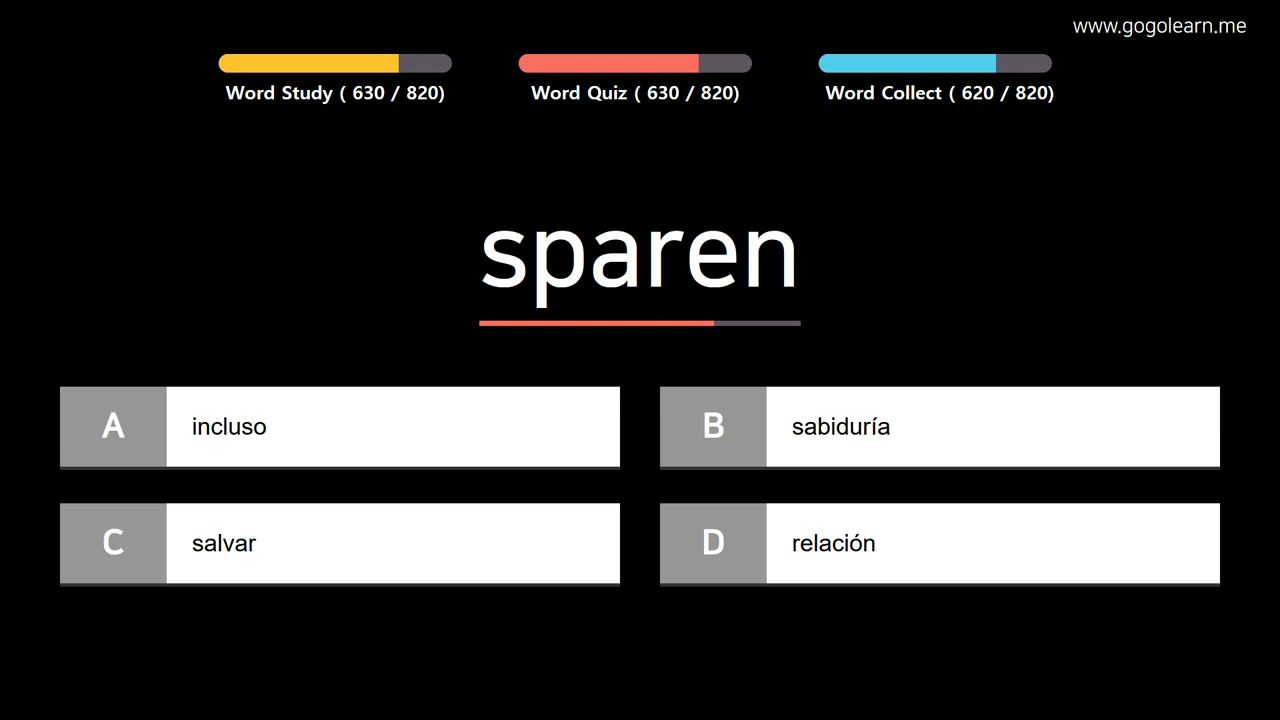 www.gogolearn.me
Word Study ( 630 / 820)
Word Quiz ( 630 / 820)
Word Collect ( 620 / 820)
sparen
A
incluso
B
sabiduría
C
salvar
D
relación